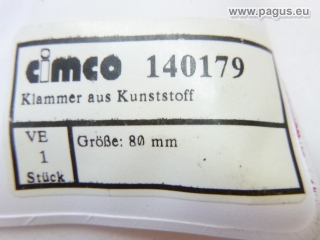 www.pagus.eu
cimco 140179
Klammer aus Kunststoff
VE
1
Stück
Größe: 80 mm